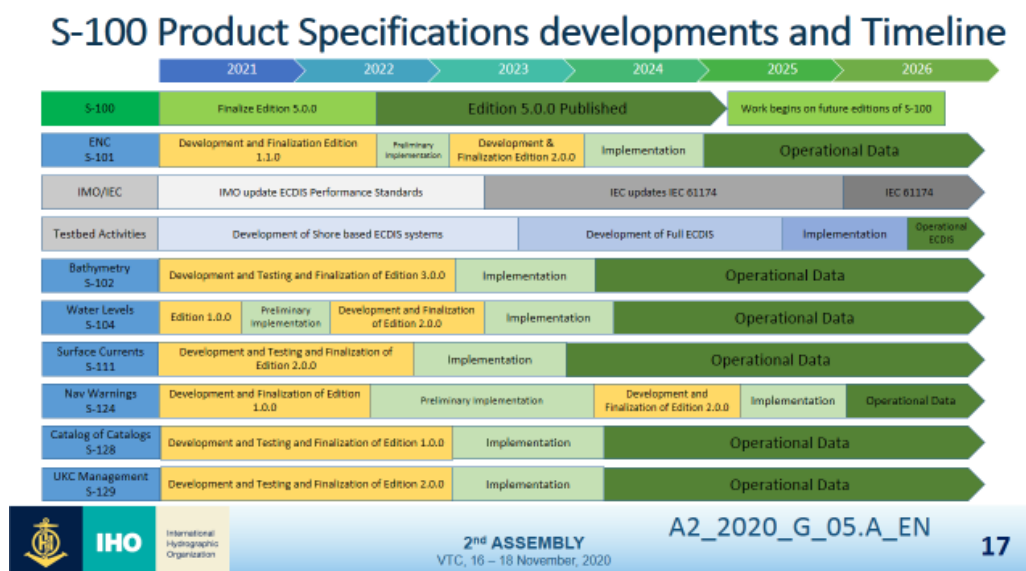 S-100 Product Specifications developments and Timeline
2021 2022 2023 2024 2025 2026
S-100
Finalize Edition 5.0.0
Edition 5.0.0 Published
Work begins on future editions of S-100
ENC
S-101
Development and Finalization Edition
1.1.0
Preliminary
Implementation
Development &
Finalization Edition 2.0.0
Implementation
Operational Data
IMO/IEC
IMO update ECDIS Performance Standards
IEC updates IEC 61174
IEC 61174
Testbed Activities
Development of Shore based ECDIS systems
Development of Full ECDIS
Implementation
Operational
ECDIS
Bathymetry
S-102
Development and Testing and Finalization of Edition 3.0.0
Implementation
Operational Data
Water Levels
S-104
Edition 1.0.0
Preliminary
Implementation
Development and Finalization
of Edition 2.0.0
Implementation
Operational Data
Surface Currents
S-111
Development and Testing and Finalization of
Edition 2.0.0
Implementation
Operational Data
Nav Warnings
S-124
Development and Finalization of Edition
1.0.0
Preliminary Implementation
Development and
Finalization of Edition 2.0.0
Implementation
Operational Data
Catalog of Catalogs
S-128
Development and Testing and Finalization of Edition 1.0.0
Implementation
Operational Data
UKC Management
S-129
Development and Testing and Finalization of Edition 2.0.0
Implementation
Operational Data
IHO
International
Hydrographic
Organization
2nd ASSEMBLY
VTC, 16 – 18 November, 2020
A2_2020_G_05.A_EN
17